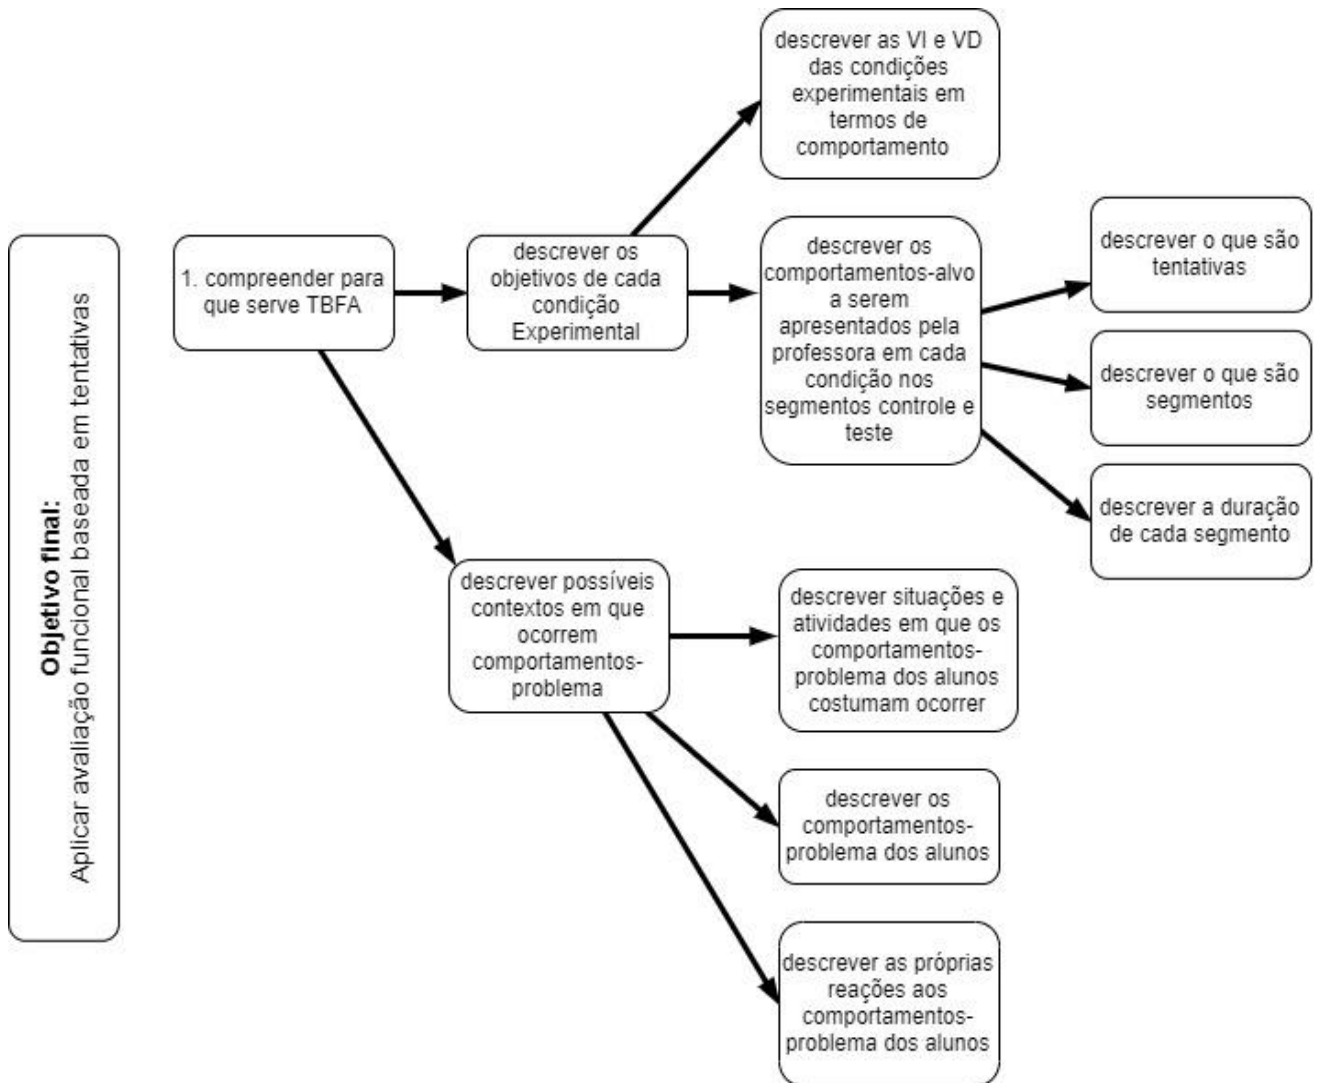 Objetivo final:
Aplicar avaliação funcional baseada em tentativas
1. compreender para
que serve TBFA
descrever os
objetivos de cada
condição
Experimental
descrever as VI e VD
das condições
experimentais em
termos de
comportamento
descrever os
comportamentos-alvo
a serem
apresentados pela
professora em cada
condição nos
segmentos controle e
teste
descrever o que são
tentativas
descrever o que são
segmentos
descrever a duração
de cada segmento
descrever possíveis
contextos em que
ocorrem
comportamentos-
problema
descrever situações e
atividades em que os
comportamentos-
problema dos alunos
costumam ocorrer
descrever os
comportamentos-
problema dos alunos
descrever as próprias
reações aos
comportamentos-
problema dos alunos